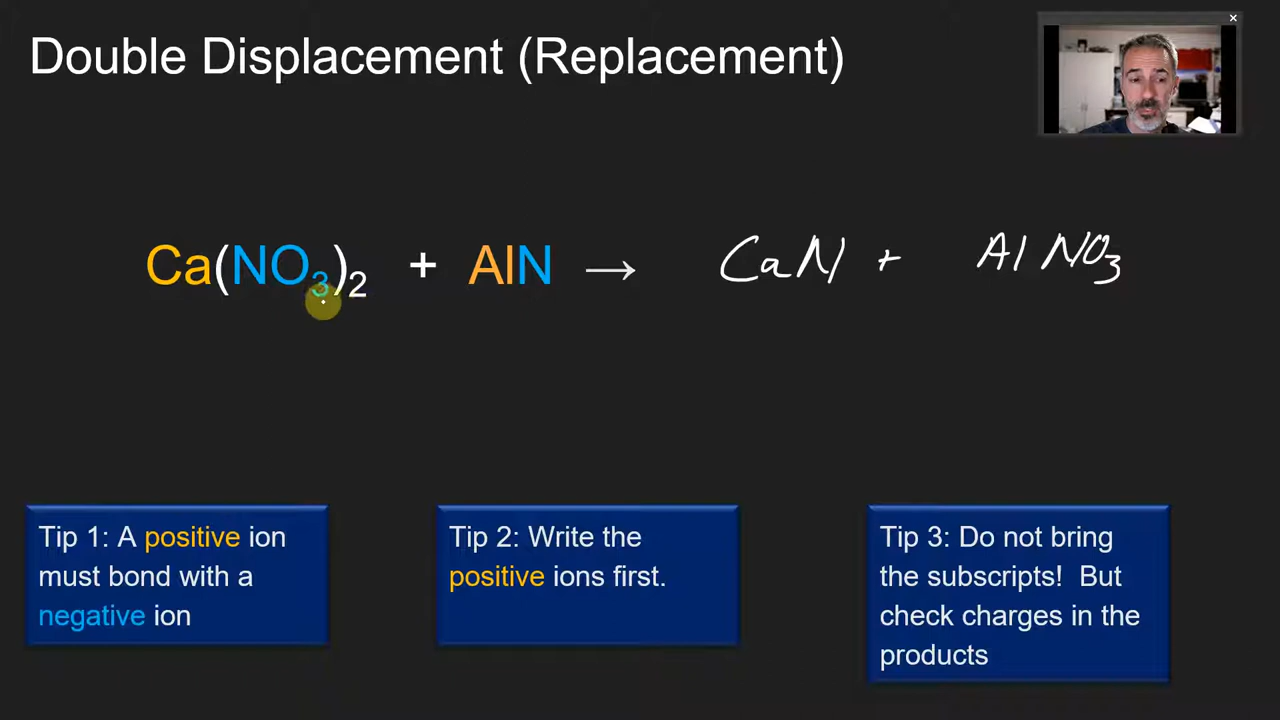 Double Displacement (Replacement)
Ca(NO₃)₂ + AlN → CaN + AlNO₃
Tip 1: A positive ion
must bond with a
negative ion
Tip 2: Write the
positive ions first.
Tip 3: Do not bring
the subscripts! But
check charges in the
products